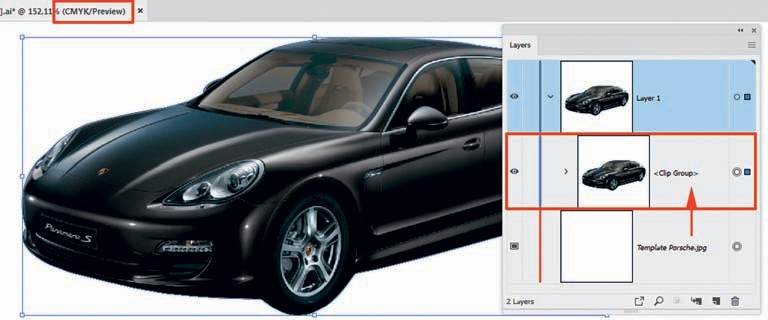 ].ai* @ 152,11% (CMYK/Preview) ×
Layers
Layer 1
<Clip Group>
Template Porsche.jpg
2 Layers
Panamera S